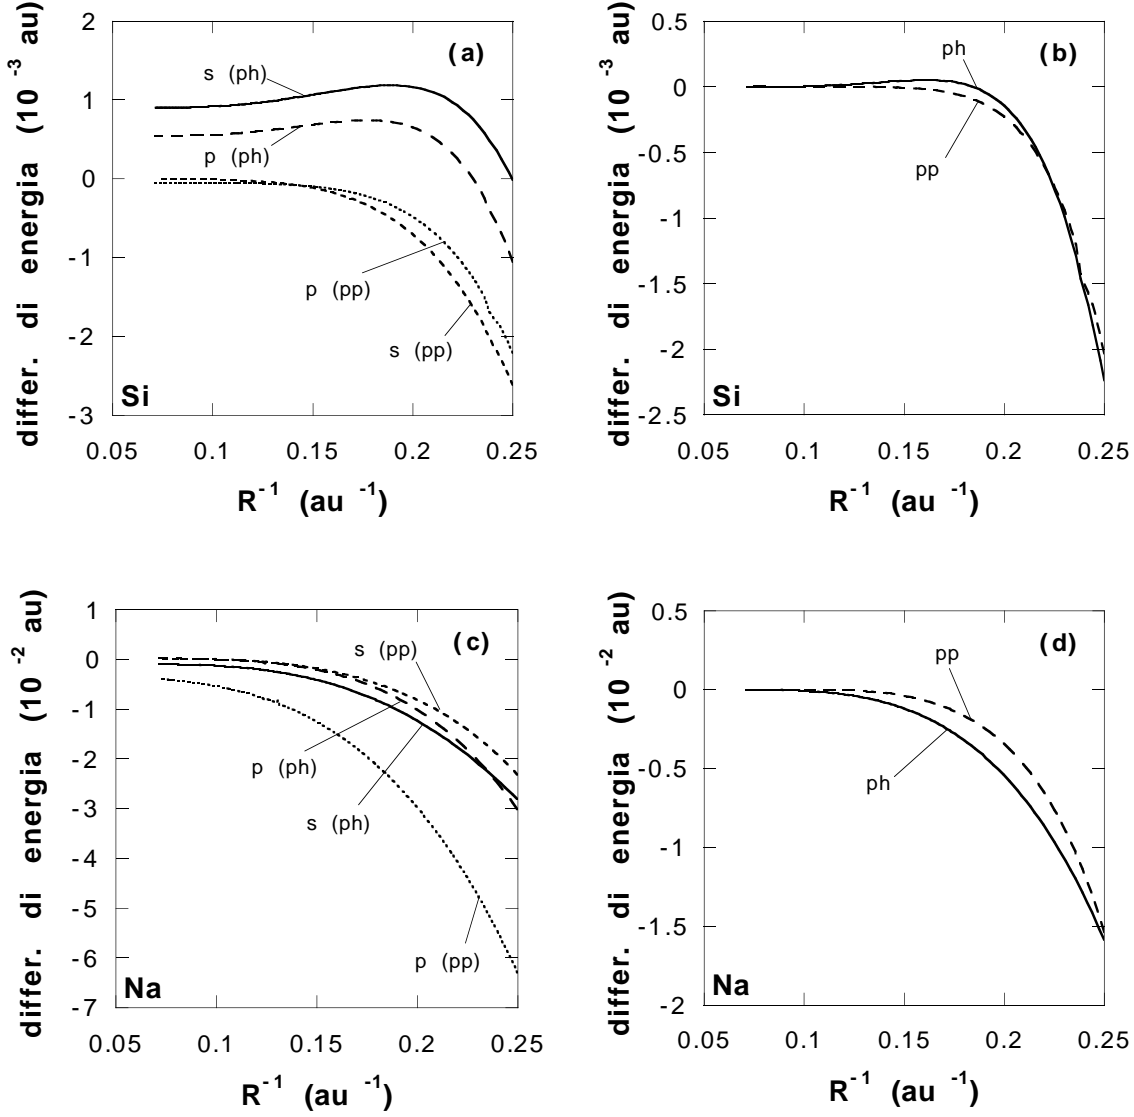 differ. di energia (10 -3 au)
2
1
0
-1
-2
-3
(a)
s (ph)
p (ph)
p (pp)
s (pp)
Si
0.05 0.1 0.15 0.2 0.25
R -1 (au -1)
differ. di energia (10 -3 au)
0.5
0
-0.5
-1
-1.5
-2
-2.5
(b)
ph
pp
Si
0.05 0.1 0.15 0.2 0.25
R -1 (au -1)
differ. di energia (10 -2 au)
1
0
-1
-2
-3
-4
-5
-6
-7
(c)
s (pp)
p (ph)
s (ph)
p (pp)
Na
0.05 0.1 0.15 0.2 0.25
R -1 (au -1)
differ. di energia (10 -2 au)
0.5
0
-0.5
-1
-1.5
-2
(d)
pp
ph
Na
0.05 0.1 0.15 0.2 0.25
R -1 (au -1)